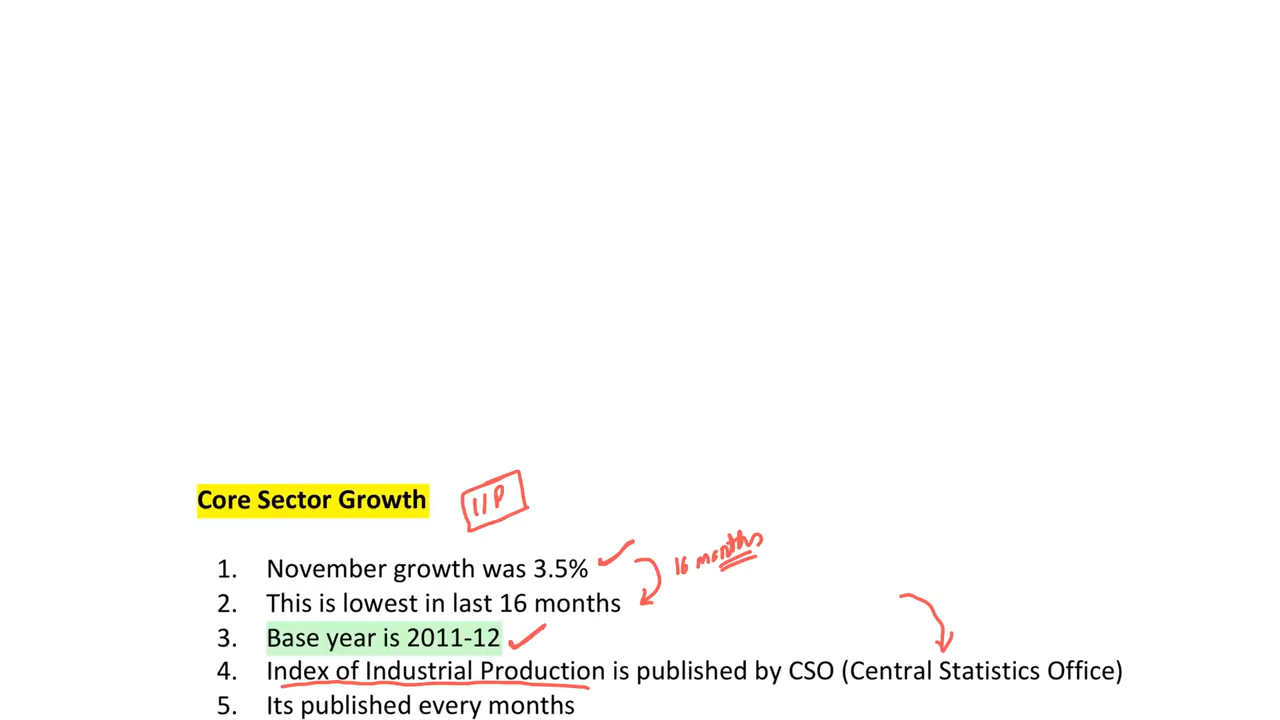 Core Sector Growth IIP
1. November growth was 3.5%
16 months
2. This is lowest in last 16 months
3. Base year is 2011-12
4. Index of Industrial Production is published by CSO (Central Statistics Office)
5. Its published every months